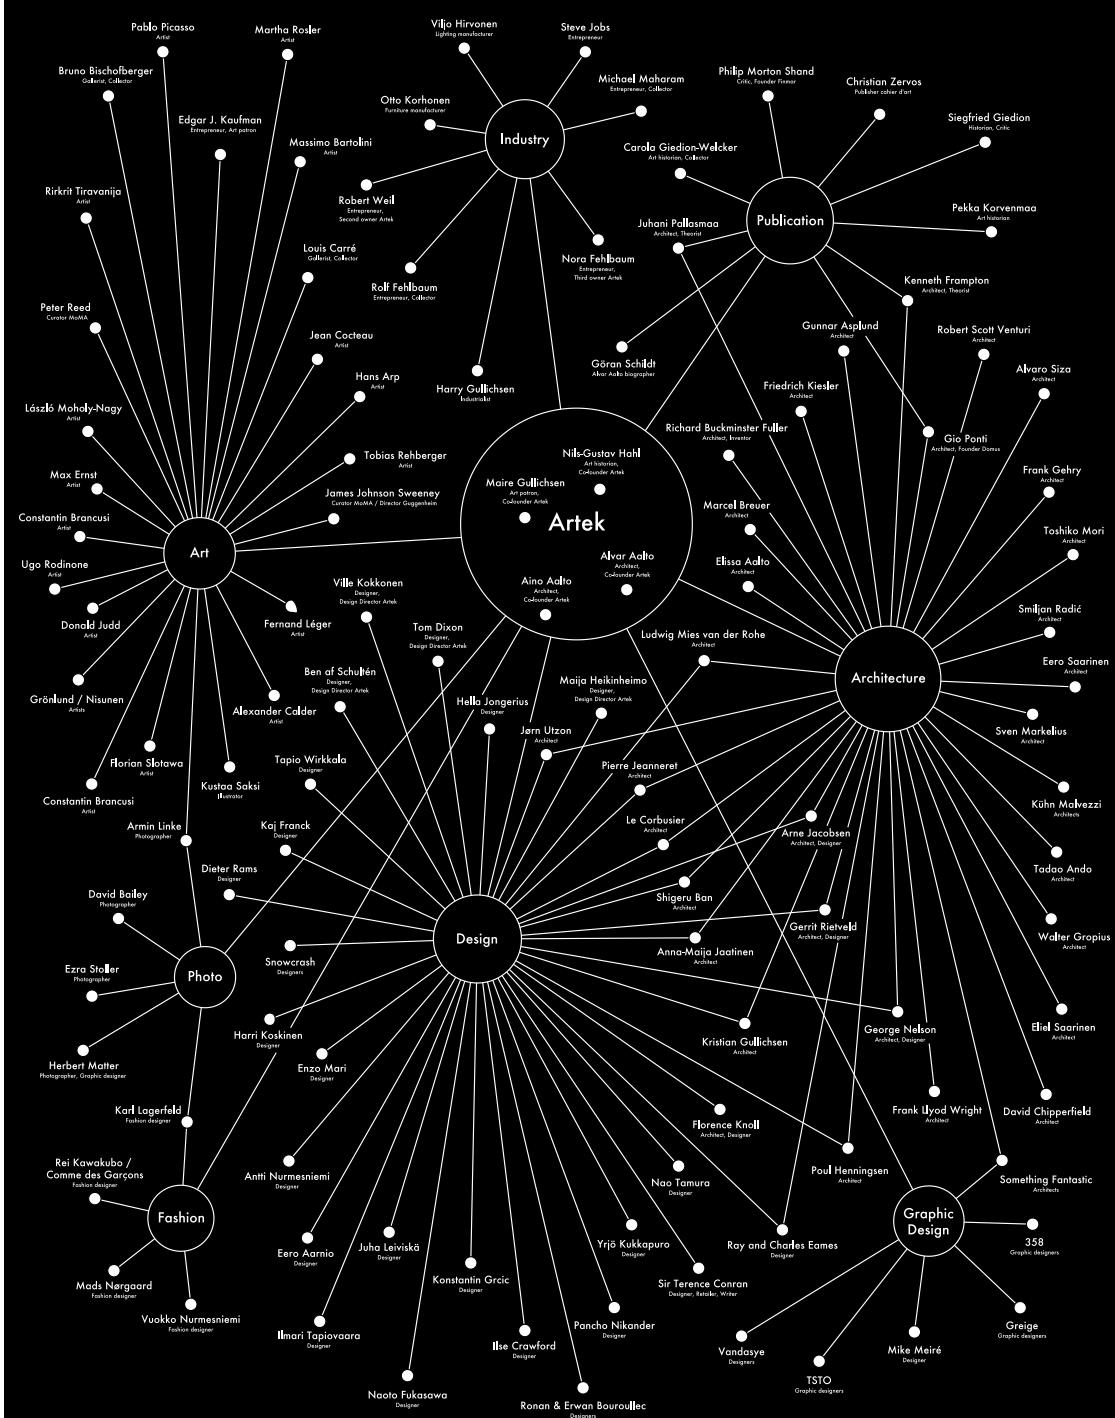 Pablo Picasso
Artist
Martha Rosler
Artist
Viljo Hirvonen
Lighting manufacturer
Steve Jobs
Entrepreneur
Bruno Bischofberger
Gallerist, Collector
Michael Maharam
Entrepreneur, Collector
Philip Morton Shand
Critic, Founder Finmar
Christian Zervos
Publisher cahier d'art
Otto Korhonen
Furniture manufacturer
Edgar J. Kaufman
Entrepreneur, Art patron
Siegfried Giedion
Historian, Critic
Massimo Bartolini
Artist
Industry
Carola Giedion-Welcker
Art historian, Collector
Rirkrit Tiravanija
Artist
Robert Weil
Entrepreneur,
Second owner Artek
Pekka Korvenmaa
Art historian
Publication
Juhani Pallasmaa
Architect, Theorist
Louis Carré
Gallerist, Collector
Nora Fehlbaum
Entrepreneur,
Third owner Artek
Rolf Fehlbaum
Entrepreneur, Collector
Kenneth Frampton
Architect, Theorist
Peter Reed
Curator MoMA
Gunnar Asplund
Architect
Robert Scott Venturi
Architect
Jean Cocteau
Artist
Göran Schildt
Alvar Aalto biographer
Alvaro Siza
Architect
Hans Arp
Artist
Harry Gullichsen
Industrialist
Friedrich Kiesler
Architect
László Moholy-Nagy
Artist
Richard Buckminster Fuller
Architect, Inventor
Gio Ponti
Architect, Founder Domus
Nils-Gustav Hahl
Art historian,
Co-founder Artek
Tobias Rehberger
Artist
Frank Gehry
Architect
Max Ernst
Artist
Maire Gullichsen
Art patron,
Co-founder Artek
James Johnson Sweeney
Curator MoMA / Director Guggenheim
Marcel Breuer
Architect
Constantin Brancusi
Artist
Artek
Toshiko Mori
Architect
Art
Ugo Rodinone
Artist
Alvar Aalto
Architect,
Co-founder Artek
Elissa Aalto
Architect
Ville Kokkonen
Designer,
Design Director Artek
Aino Aalto
Architect,
Co-founder Artek
Donald Judd
Artist
Fernand Léger
Artist
Tom Dixon
Designer,
Design Director Artek
Ludwig Mies van der Rohe
Architect
Smiljan Radić
Architect
Eero Saarinen
Architect
Grönlund / Nisunen
Artists
Ben af Schultén
Designer,
Design Director Artek
Maija Heikinheimo
Designer,
Design Director Artek
Architecture
Alexander Calder
Artist
Hella Jongerius
Designer
Jørn Utzon
Architect
Sven Markelius
Architect
Florian Slotawa
Artist
Tapio Wirkkala
Designer
Pierre Jeanneret
Architect
Kustaa Saksi
Illustrator
Constantin Brancusi
Artist
Kühn Malvezzi
Architects
Armin Linke
Photographer
Kaj Franck
Designer
Le Corbusier
Architect
Arne Jacobsen
Architect, Designer
Dieter Rams
Designer
Tadao Ando
Architect
David Bailey
Photographer
Shigeru Ban
Architect
Gerrit Rietveld
Architect, Designer
Walter Gropius
Architect
Design
Snowcrash
Designers
Anna-Maija Jaatinen
Architect
Ezra Stoller
Photographer
Photo
Harri Koskinen
Designer
George Nelson
Architect, Designer
Eliel Saarinen
Architect
Kristian Gullichsen
Architect
Herbert Matter
Photographer, Graphic designer
Enzo Mari
Designer
Karl Lagerfeld
Fashion designer
Florence Knoll
Architect, Designer
Frank Llyod Wright
Architect
David Chipperfield
Architect
Rei Kawakubo /
Comme des Garçons
Fashion designer
Antti Nurmesniemi
Designer
Nao Tamura
Designer
Poul Henningsen
Architect
Something Fantastic
Architects
Fashion
Graphic
Design
Eero Aarnio
Designer
Juha Leiviskä
Designer
Yrjö Kukkapuro
Designer
Ray and Charles Eames
Designer
358
Graphic designers
Mads Nørgaard
Fashion designer
Konstantin Grcic
Designer
Sir Terence Conran
Designer, Retailer, Writer
Vuokko Nurmesniemi
Fashion designer
Ilmari Tapiovaara
Designer
Pancho Nikander
Designer
Greige
Graphic designers
Ilse Crawford
Designer
Vandasye
Designers
Mike Meiré
Designer
TSTO
Graphic designers
Naoto Fukasawa
Designer
Ronan & Erwan Bouroullec
Designers